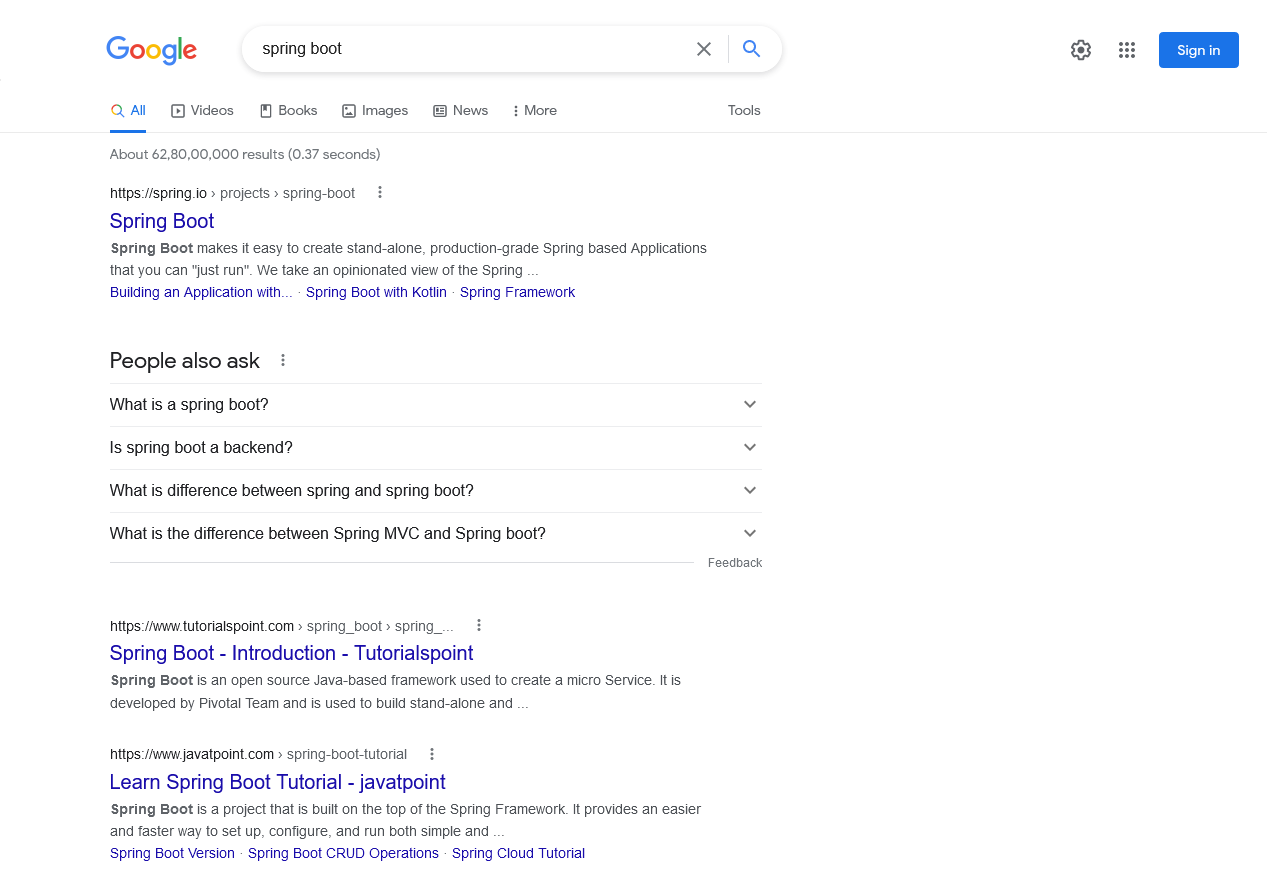 Google
spring boot
Sign in
All Videos Books Images News More Tools
About 62,80,00,000 results (0.37 seconds)
https://spring.io › projects › spring-boot
Spring Boot
Spring Boot makes it easy to create stand-alone, production-grade Spring based Applications
that you can "just run". We take an opinionated view of the Spring ...
Building an Application with... · Spring Boot with Kotlin · Spring Framework
People also ask
What is a spring boot?
Is spring boot a backend?
What is difference between spring and spring boot?
What is the difference between Spring MVC and Spring boot?
Feedback
https://www.tutorialspoint.com › spring_boot › spring_...
Spring Boot - Introduction - Tutorialspoint
Spring Boot is an open source Java-based framework used to create a micro Service. It is
developed by Pivotal Team and is used to build stand-alone and ...
https://www.javatpoint.com › spring-boot-tutorial
Learn Spring Boot Tutorial - javatpoint
Spring Boot is a project that is built on the top of the Spring Framework. It provides an easier
and faster way to set up, configure, and run both simple and ...
Spring Boot Version · Spring Boot CRUD Operations · Spring Cloud Tutorial